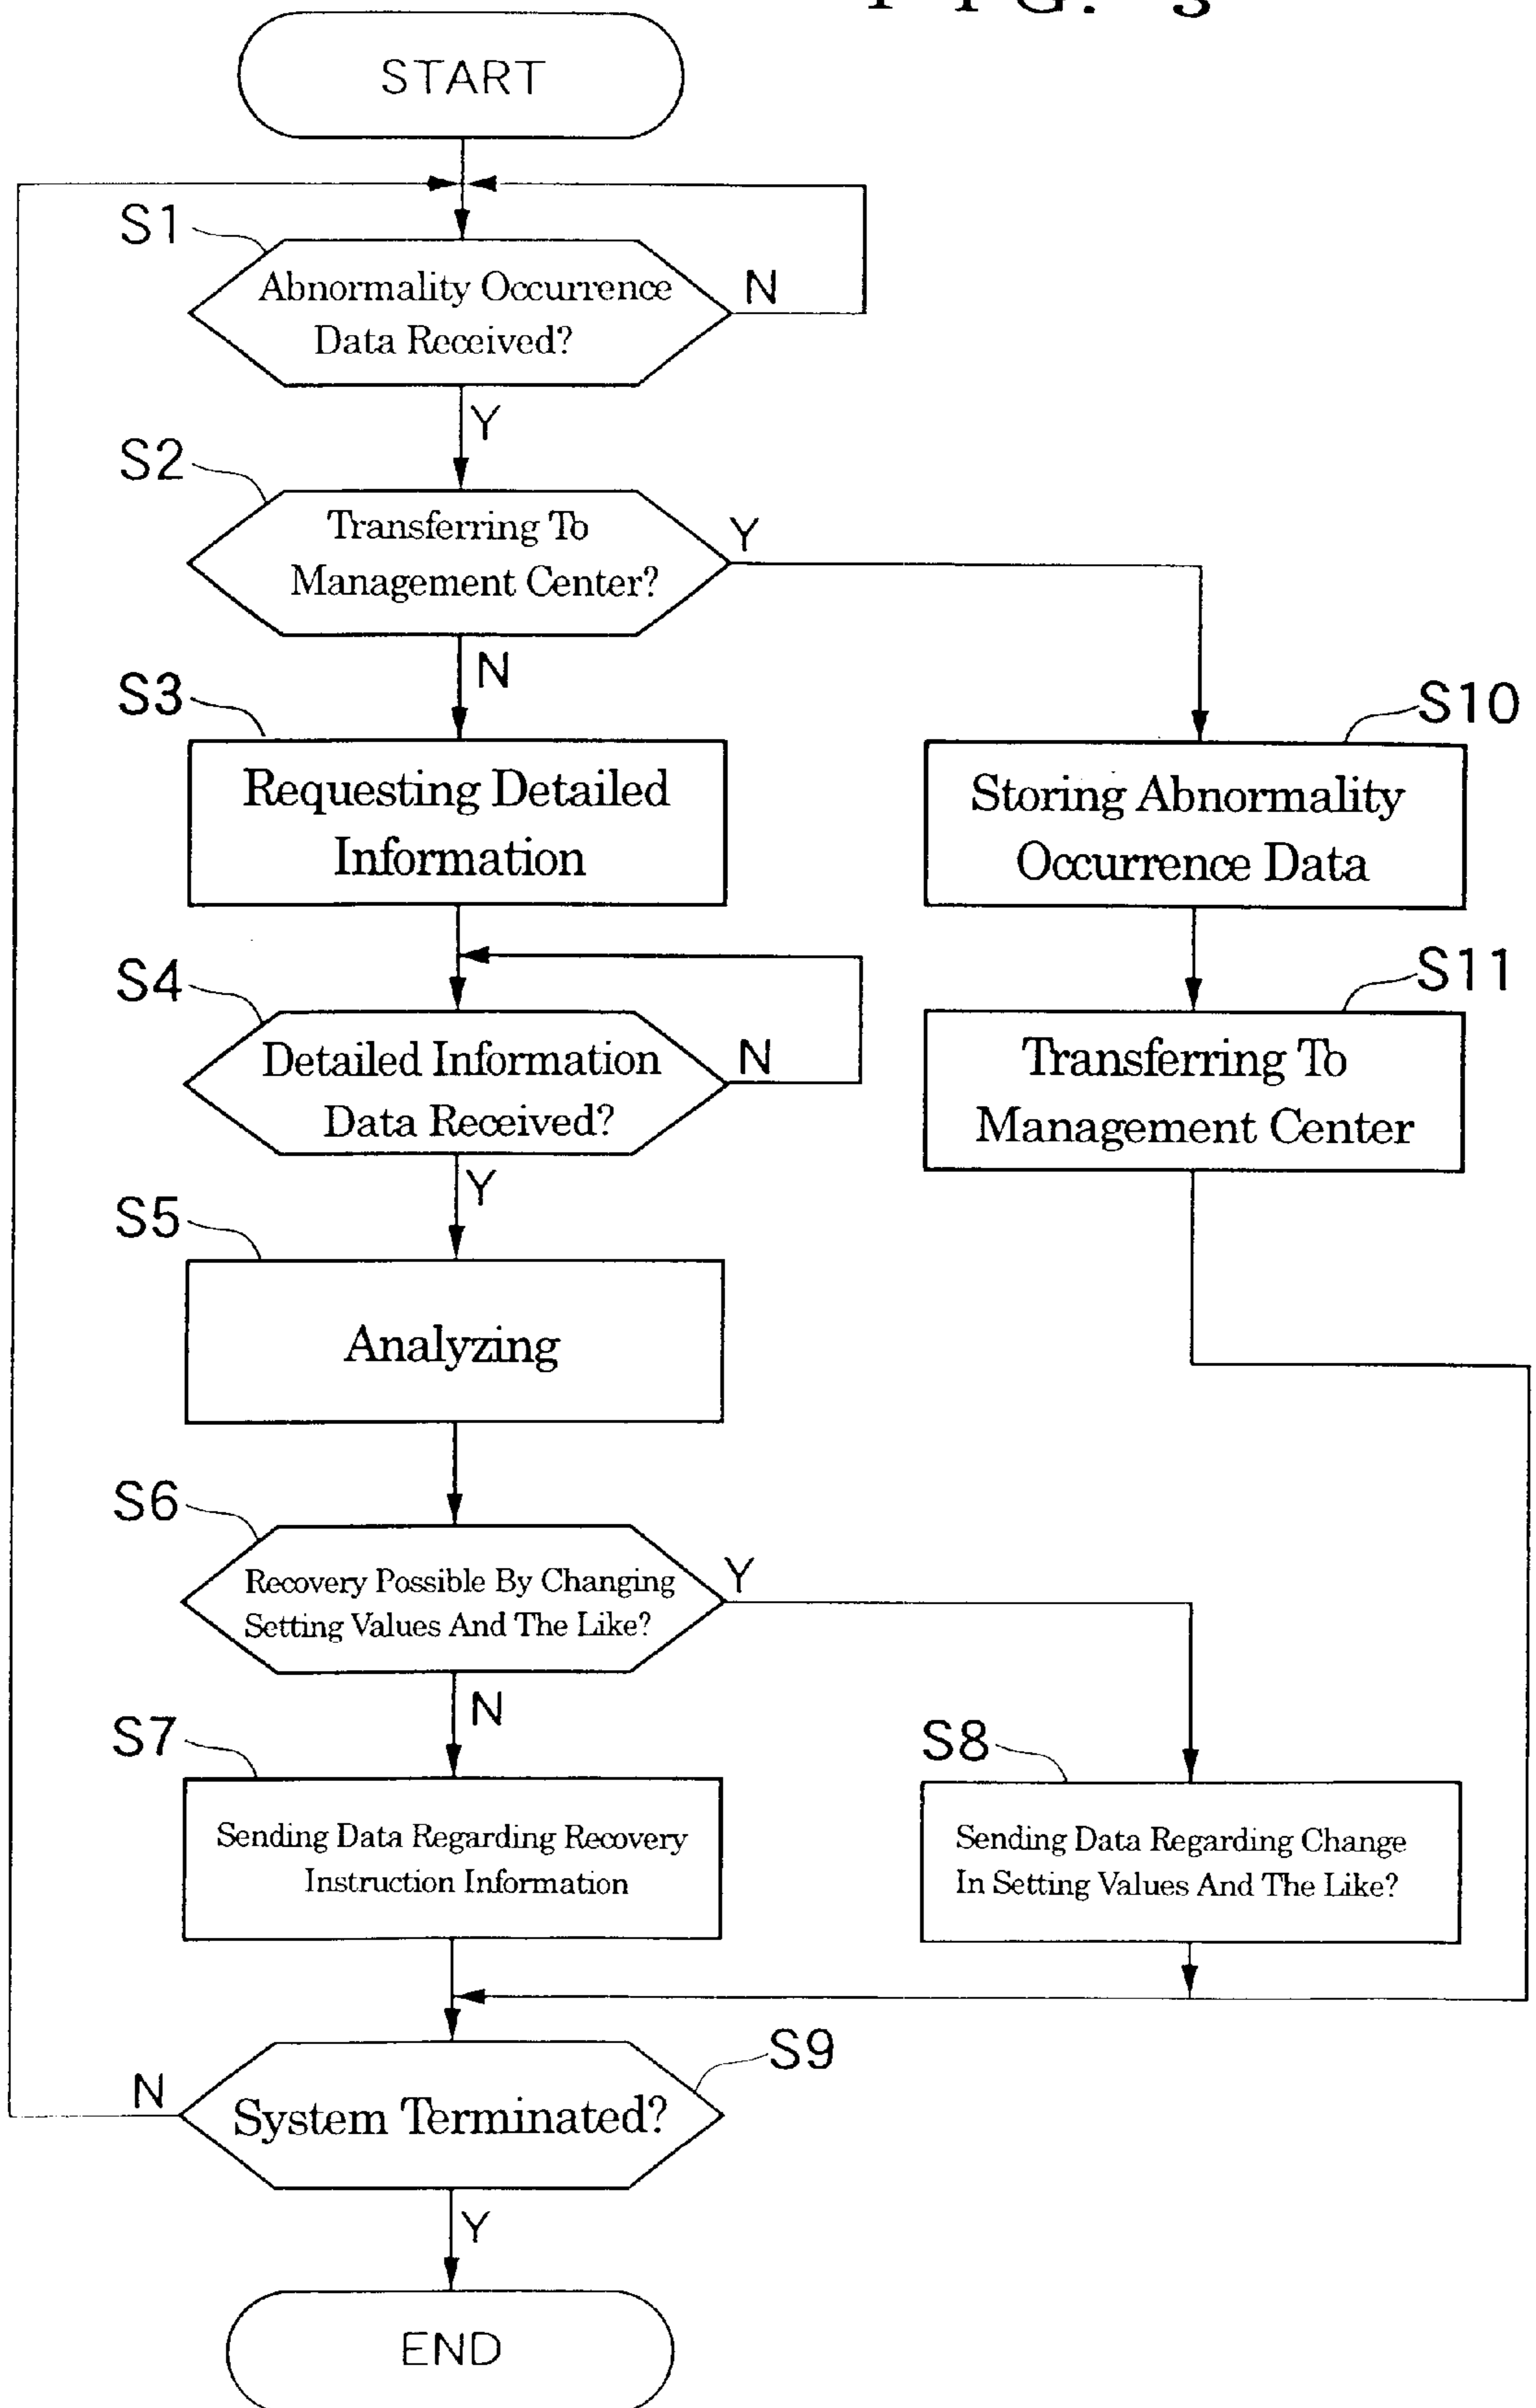 FIG. 3
START
S1
Abnormality Occurrence
Data Received?
N
Y
S2
Transferring To
Management Center?
Y
N
S3
Requesting Detailed
Information
S10
Storing Abnormality
Occurrence Data
S4
Detailed Information
Data Received?
N
Y
S11
Transferring To
Management Center
S5
Analyzing
S6
Recovery Possible By Changing
Setting Values And The Like?
Y
N
S7
Sending Data Regarding Recovery
Instruction Information
S8
Sending Data Regarding Change
In Setting Values And The Like?
S9
System Terminated?
N
Y
END